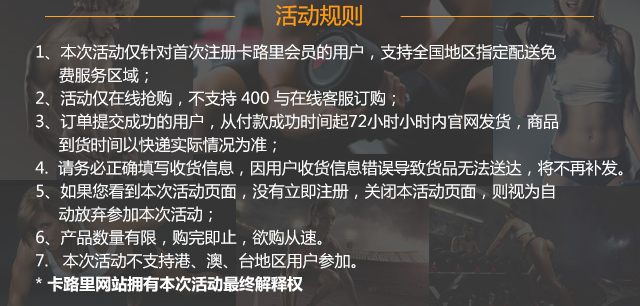 活动规则
1、本次活动仅针对首次注册卡路里会员的用户，支持全国地区指定配送免
费服务区域；
2、活动仅在线抢购，不支持 400 与在线客服订购；
3、订单提交成功的用户，从付款成功时间起72小时小时内官网发货，商品
到货时间以快递实际情况为准；
4. 请务必正确填写收货信息，因用户收货信息错误导致货品无法送达，将不再补发。
5、如果您看到本次活动页面，没有立即注册，关闭本活动页面，则视为自
动放弃参加本次活动；
6、产品数量有限，购完即止，欲购从速。
7. 本次活动不支持港、澳、台地区用户参加。
* 卡路里网站拥有本次活动最终解释权